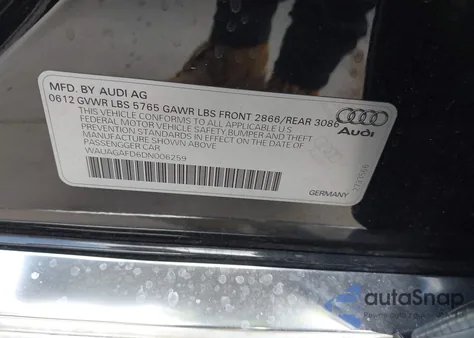 MFD. BY AUDI AG
0612 GVWR LBS 5765 GAWR LBS FRONT 2866/REAR 3086
THIS VEHICLE CONFORMS TO ALL APPLICABLE U.S.
FEDERAL MOTOR VEHICLE SAFETY BUMPER AND THEFT
PREVENTION STANDARDS IN EFFECT ON THE DATE OF
MANUFACTURE SHOWN ABOVE
PASSENGGER CAR
WAUAGAFD6DN006259
Audi
GERMANY
autoSnap